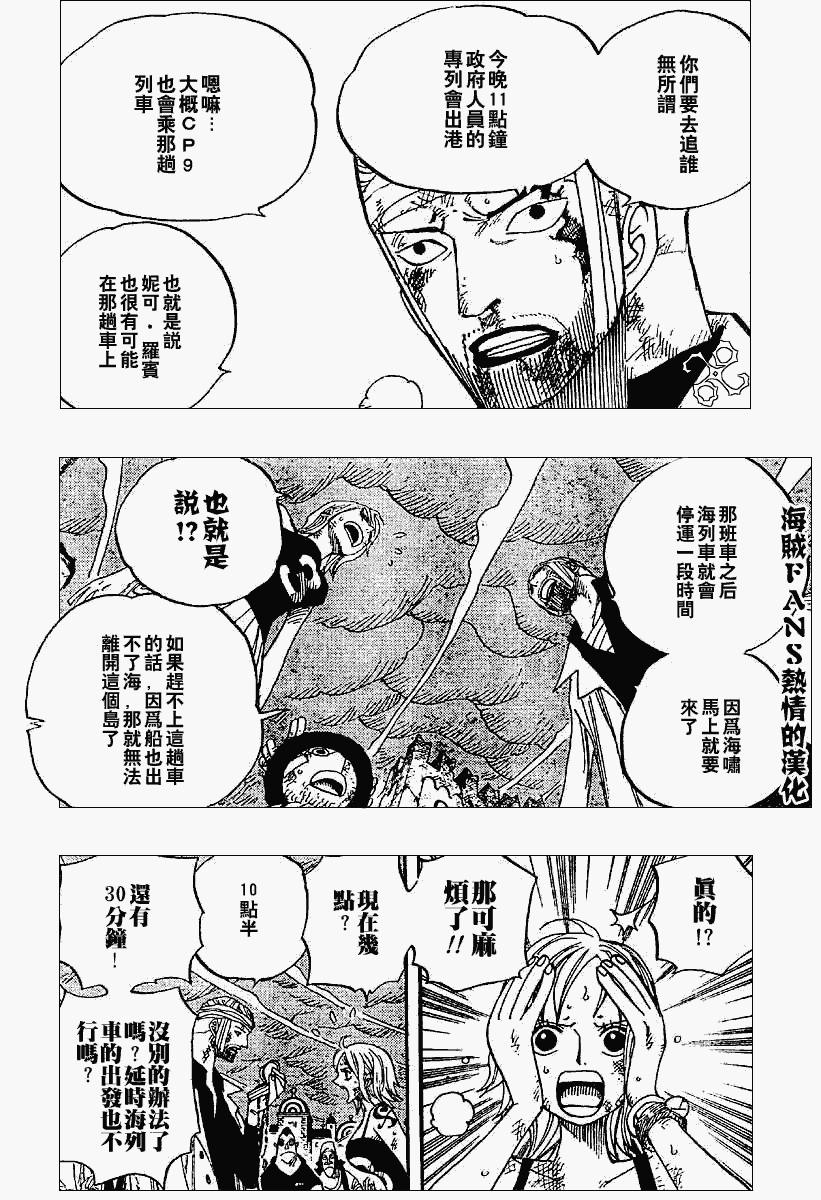 你們要去追誰
無所謂
今晚11點鐘
政府人員的
專列會出港
嗯嘛…
大概CP9
也會乘那趟
列車
也就是説
妮可·羅賓
也很有可能
在那趟車上
海賊FANS熱情的漢化
那班車之后
海列車就會
停運一段時間
因爲海嘯
馬上就要
來了
也就是
説!?
如果趕不上這趟車
的話,因爲船也出
不了海,那就無法
離開這個島了
真的!?
那可麻
煩了!!
現在幾
點?
10
點半
還有
30分鐘!
沒別的辦法了
嗎?延時海列
車的出發也不
行嗎?